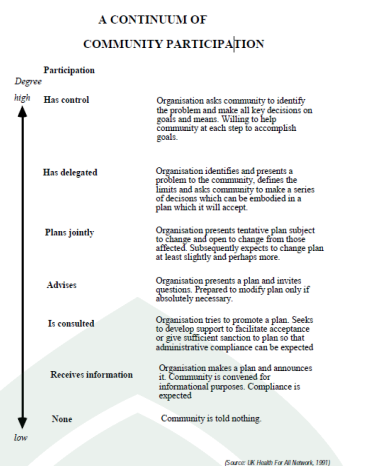 A CONTINUUM OF
COMMUNITY PARTICIPATION
Participation
Degree
high
Has control
Organisation asks community to identify
the problem and make all key decisions on
goals and means. Willing to help
community at each step to accomplish
goals.
Has delegated
Organisation identifies and presents a
problem to the community, defines the
limits and asks community to make a series
of decisons which can be embodied in a
plan which it will accept.
Plans jointly
Organisation presents tentative plan subject
to change and open to change from those
affected. Subsequently expects to change plan
at least slightly and perhaps more.
Advises
Organisation presents a plan and invites
questions. Prepared to modify plan only if
absolutely necessary.
Is consulted
Organisation tries to promote a plan. Seeks
to develop support to facilitate acceptance
or give sufficient sanction to plan so that
administrative compliance can be expected
Receives information
Organisation makes a plan and announces
it. Community is convened for
informational purposes. Compliance is
expected
None
Community is told nothing.
low
(Source: UK Health For All Network, 1991)